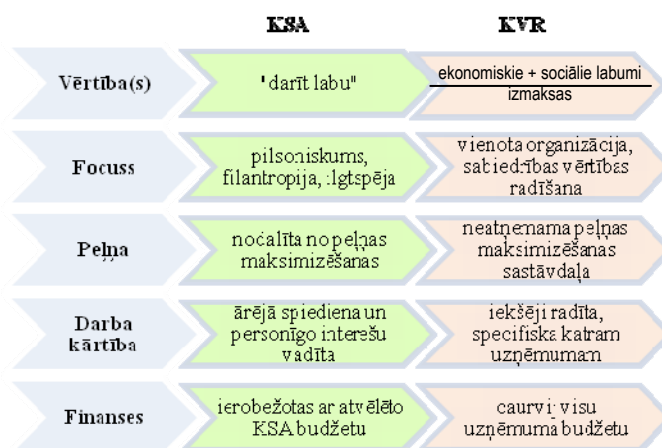 KSA KVR
Vērtība(s)
"darīt labu"
ekonomiskie + sociālie labumi
izmaksas
Focuss
pilsoniskums,
filantropija, ilgtspēja
vienota organizācija,
sabiedrības vērtības
radīšana
Peļņa
nodalīta no peļņas
maksimizēšanas
neatņemama peļņas
maksimizēšanas
sastāvdaļa
Darba
kārtība
ārējā spiediena un
personīgo interešu
vadīta
iekšēji radīta,
specifiska katram
uzņēmumam
Finanses
ierobežotas ar atvēlēto
KSA budžetu
caurvij visu
uzņēmuma budžetu